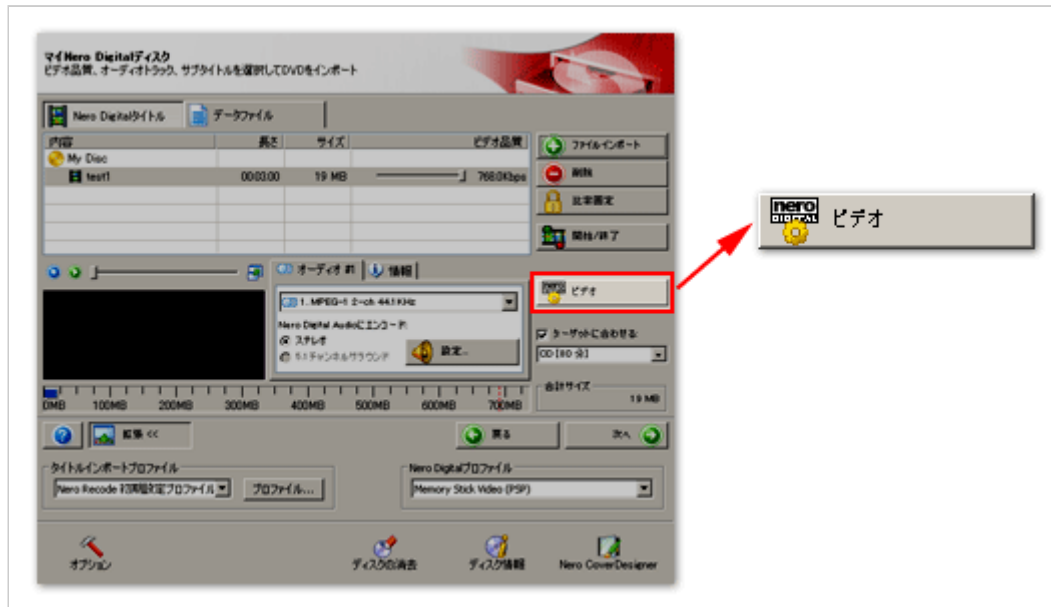 マイNero Digitalディスク
ビデオ品質、オーディオトラック、サブタイトルを選択してDVDをインポート
Nero Digitalタイトル
データファイル
内容 長さ サイズ ビデオ品質
My Disc
test1 00:03:00 19 MB 768.0Kbps
ファイルインポート
削除
比率固定
開始/終了
オーディオ #1
情報
nero DIGITAL ビデオ
nero DIGITAL ビデオ
1. MPEG-1 2-ch 44.1 KHz
Nero Digital Audioにエンコード:
ステレオ
5.1チャンネルサラウンド
設定...
ターゲットに合わせる:
CD [80 分]
合計サイズ
19 MB
0MB 100MB 200MB 300MB 400MB 500MB 600MB 700MB
拡張 <<
戻る
次へ
タイトルインポートプロファイル
Nero Recode 初期設定プロファイル
プロファイル...
Nero Digitalプロファイル
Memory Stick Video (PSP)
オプション
ディスクの消去
ディスク情報
Nero CoverDesigner